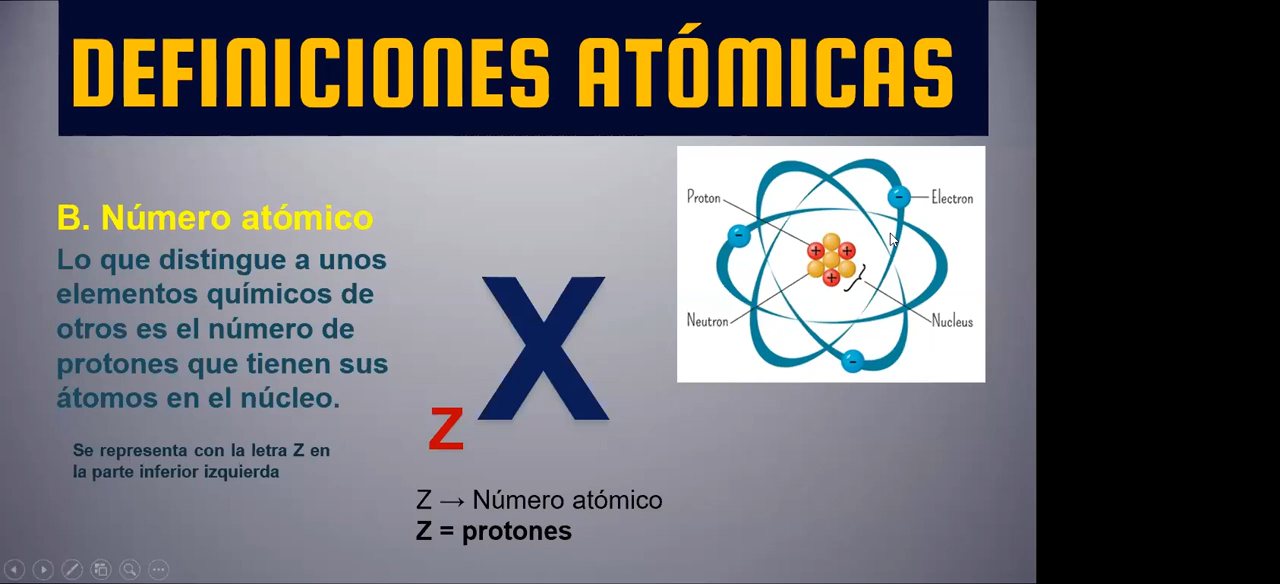 DEFINICIONES ATÓMICAS
B. Número atómico
Lo que distingue a unos
elementos químicos de
otros es el número de
protones que tienen sus
átomos en el núcleo.
Se representa con la letra Z en
la parte inferior izquierda
X
Z
Z → Número atómico
Z = protones
Proton
Electron
Neutron
Nucleus